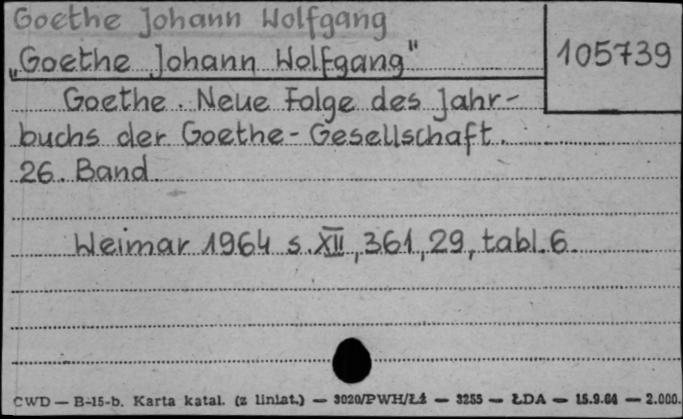 Goethe Johann Wolfgang
„Goethe Johann Wolfgang"
105739
Goethe. Neue Folge des Jahr-
buchs der Goethe-Gesellschaft.
26. Band
Weimar 1964 s. XII, 361, 29, tabl. 6.
CWD — B-15-b. Karta katal. (z liniat.) — 3020/PWH/Ł4 — 3255 — ŁDA — 15.9.64 — 2.000.